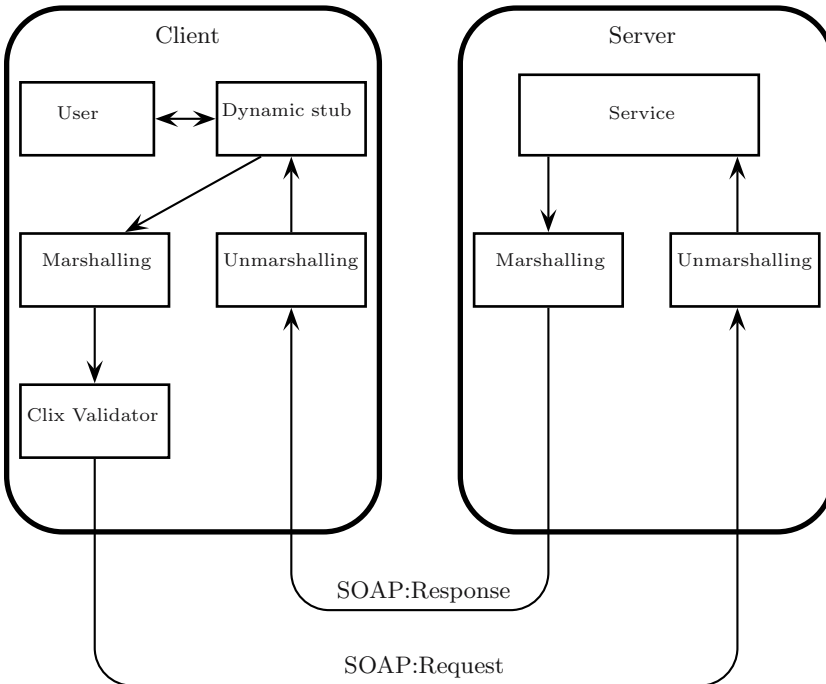 Client
Server
User
Dynamic stub
Service
Marshalling
Unmarshalling
Marshalling
Unmarshalling
Clix Validator
SOAP:Response
SOAP:Request